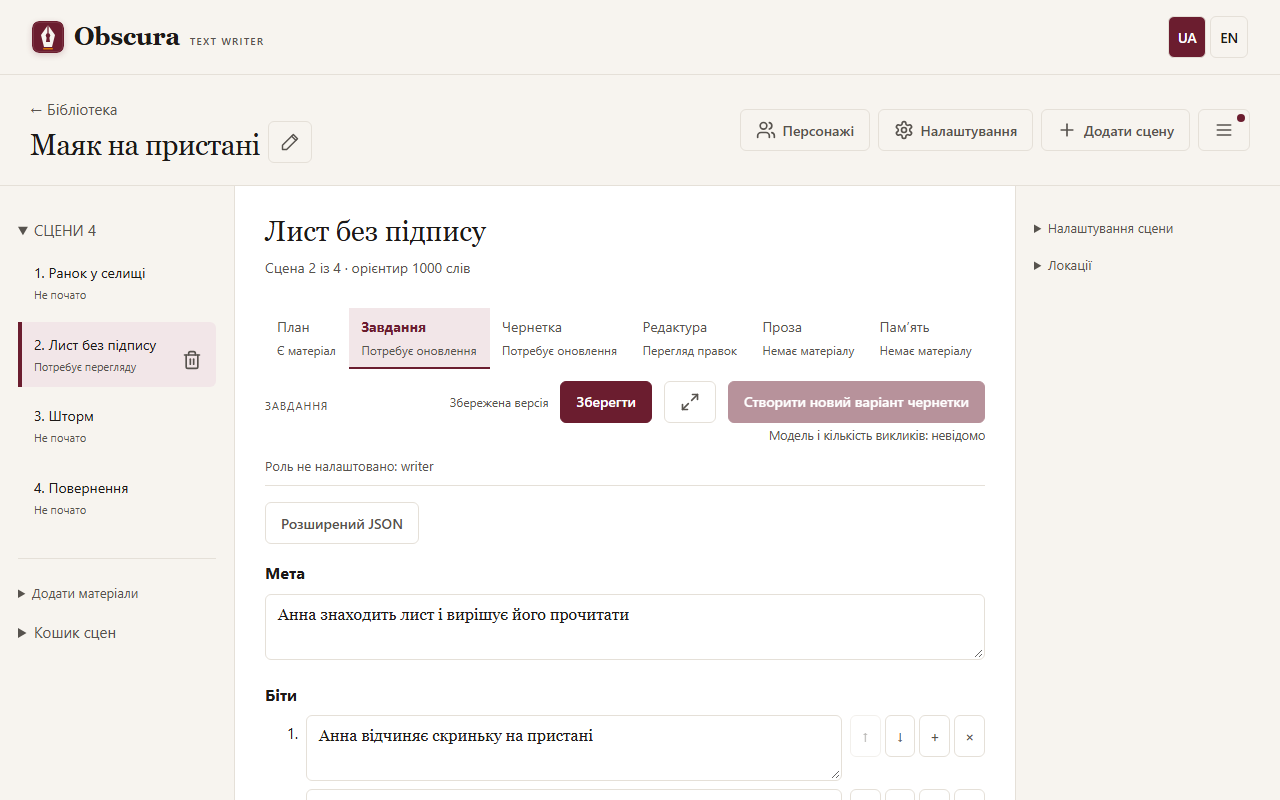 Obscura TEXT WRITER
UA EN
← Бібліотека
Маяк на пристані
Персонажі
Налаштування
Додати сцену
▼ СЦЕНИ 4
1. Ранок у селищі
Не почато
2. Лист без підпису
Потребує перегляду
3. Шторм
Не почато
4. Повернення
Не почато
▶ Додати матеріали
▶ Кошик сцен
Лист без підпису
Сцена 2 із 4 · орієнтир 1000 слів
План
Є матеріал
Завдання
Потребує оновлення
Чернетка
Потребує оновлення
Редактура
Перегляд правок
Проза
Немає матеріалу
Пам’ять
Немає матеріалу
ЗАВДАННЯ
Збережена версія
Зберегти
Створити новий варіант чернетки
Модель і кількість викликів: невідомо
Роль не налаштовано: writer
Розширений JSON
Мета
Анна знаходить лист і вирішує його прочитати
Біти
1. Анна відчиняє скриньку на пристані
↑ ↓ + ×
▶ Налаштування сцени
▶ Локації